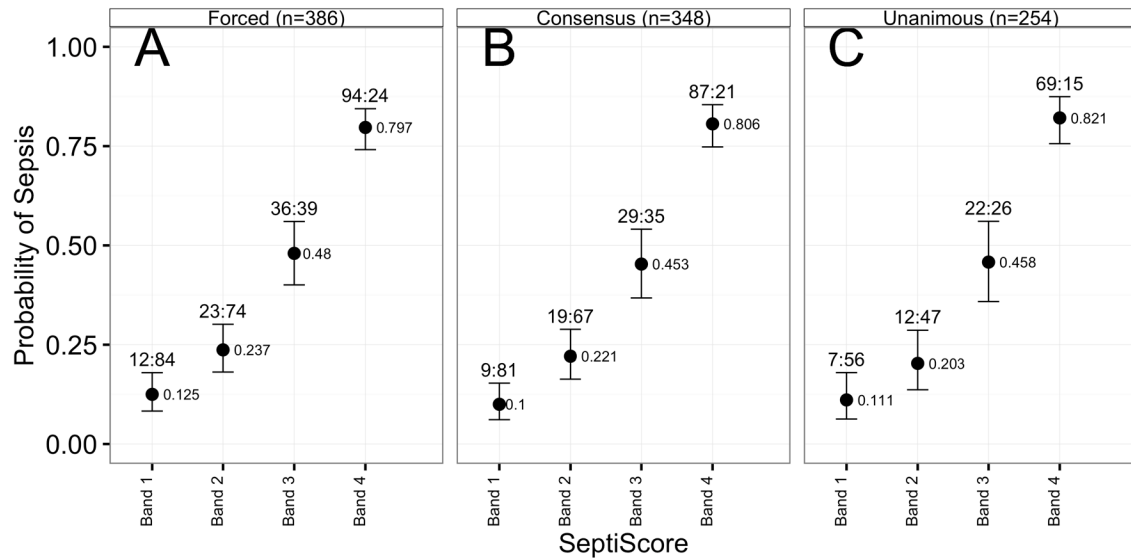 Forced (n=386)
Consensus (n=348)
Unanimous (n=254)
A
B
C
Probability of Sepsis
1.00
0.75
0.50
0.25
0.00
94:24
0.797
36:39
0.48
23:74
0.237
12:84
0.125
87:21
0.806
29:35
0.453
19:67
0.221
9:81
0.1
69:15
0.821
22:26
0.458
12:47
0.203
7:56
0.111
Band 1
Band 2
Band 3
Band 4
Band 1
Band 2
Band 3
Band 4
Band 1
Band 2
Band 3
Band 4
SeptiScore